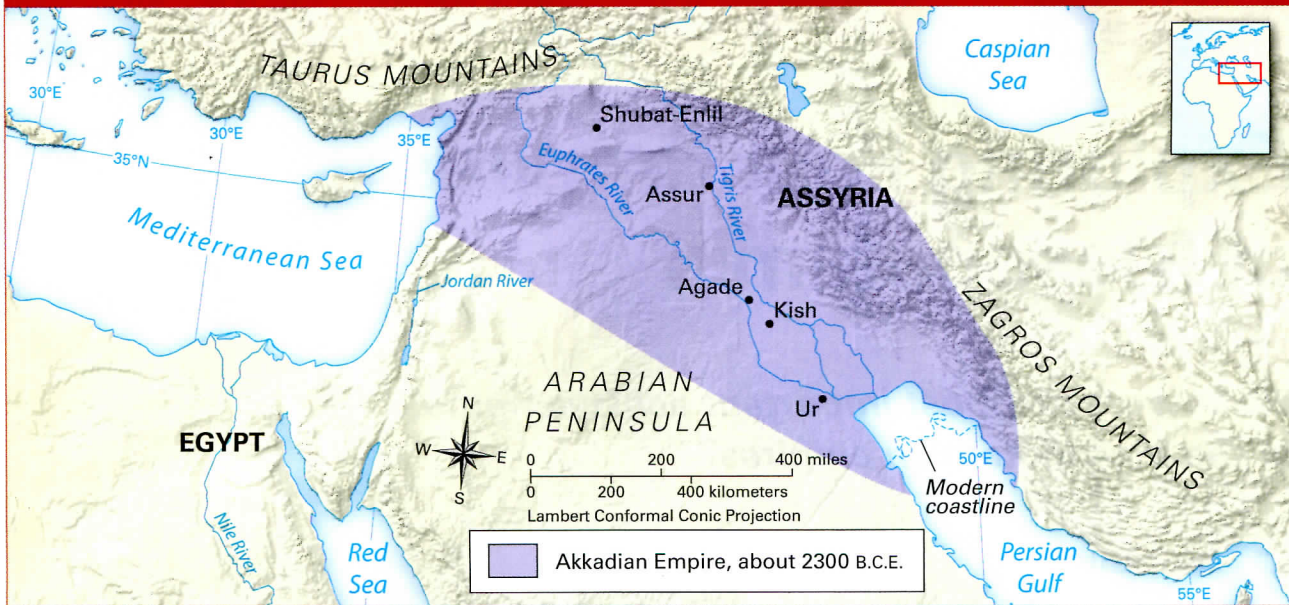 TAURUS MOUNTAINS
Caspian
Sea
30°E
30°E
35°E
35°N
Shubat-Enlil
Euphrates River
Tigris River
Assur
ASSYRIA
Mediterranean Sea
Jordan River
Agade
Kish
ZAGROS MOUNTAINS
ARABIAN
PENINSULA
Ur
EGYPT
N
W
E
S
0 200 400 miles
0 200 400 kilometers
Lambert Conformal Conic Projection
50°E
Modern
coastline
Nile River
Red
Sea
Akkadian Empire, about 2300 B.C.E.
Persian
Gulf
55°E